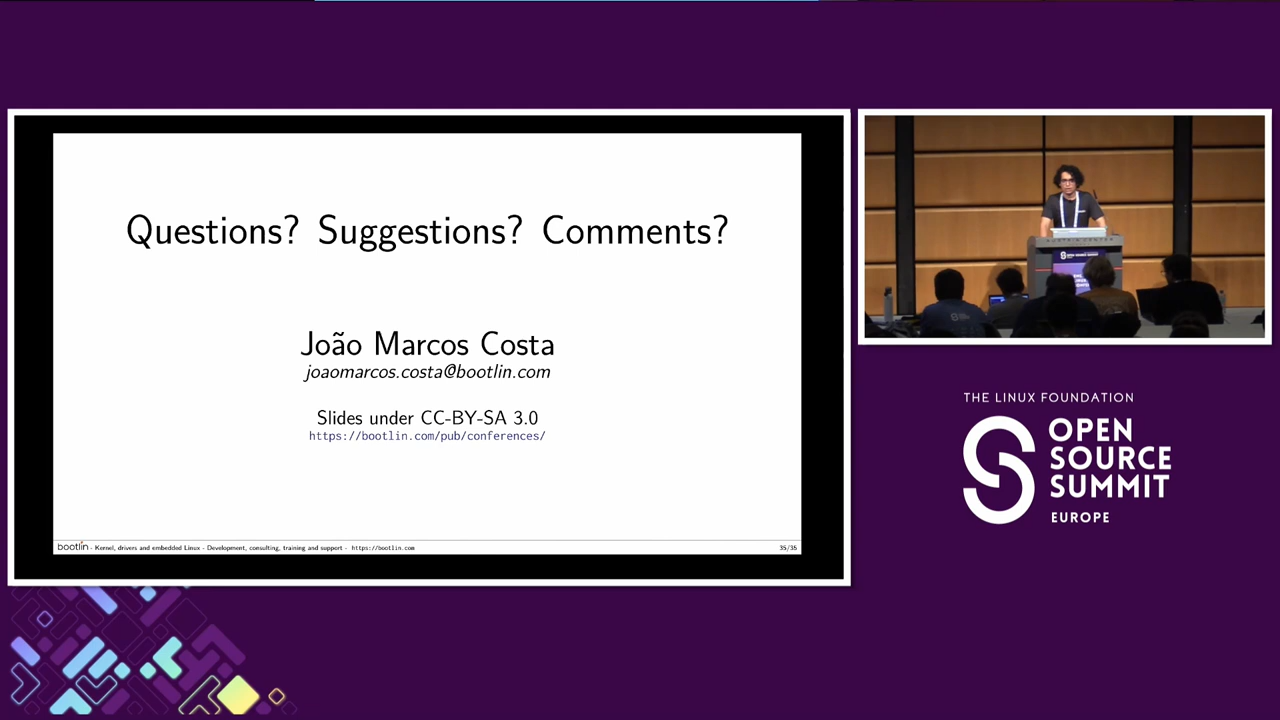 Questions? Suggestions? Comments?
João Marcos Costa
joaomarcos.costa@bootlin.com
Slides under CC-BY-SA 3.0
https://bootlin.com/pub/conferences/
bootlin - Kernel, drivers and embedded Linux - Development, consulting, training and support - https://bootlin.com
35/35
THE LINUX FOUNDATION
OPEN
SOURCE
SUMMIT
EUROPE